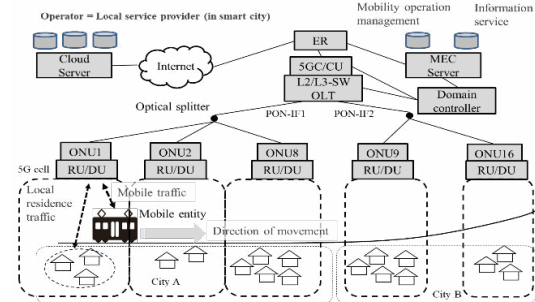 Operator = Local service provider (in smart city)
Mobility operation
management
Information
service
ER
Cloud
Server
Internet
5GC/CU
MEC
Server
L2/L3-SW
OLT
Domain
controller
Optical splitter
PON-IF1
PON-IF2
ONU1
ONU2
ONU8
ONU9
ONU16
5G cell
RU/DU
RU/DU
RU/DU
RU/DU
RU/DU
Local
residence
traffic
Mobile traffic
Mobile entity
Direction of movement
City A
City B